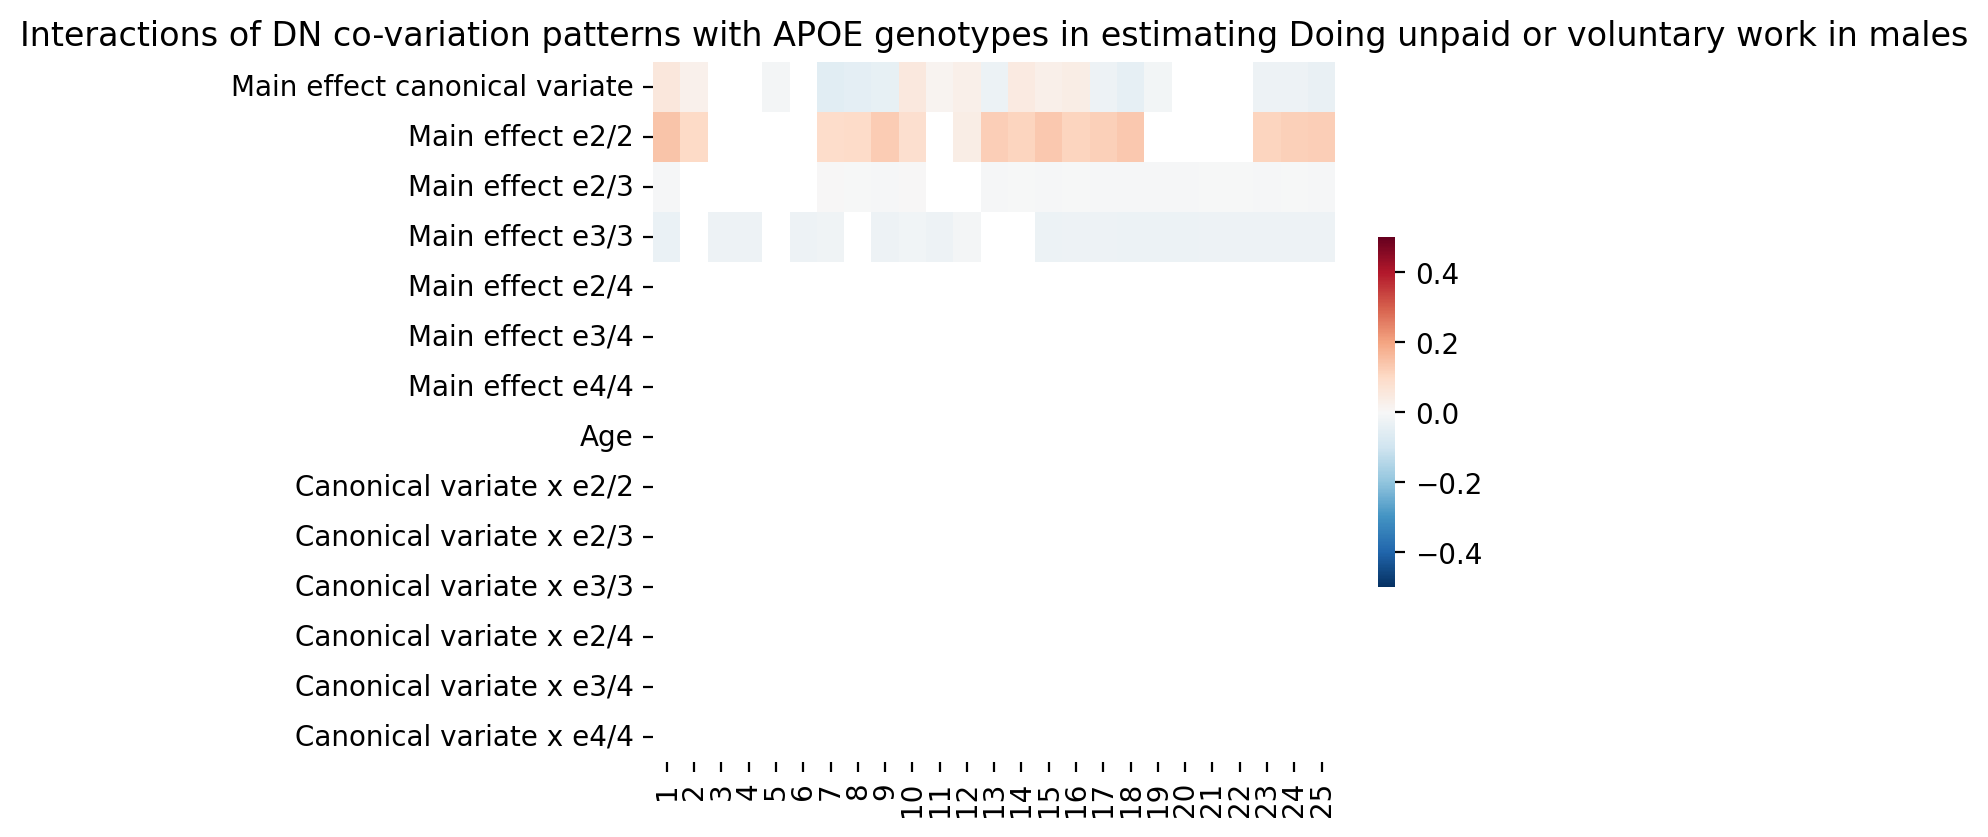 Interactions of DN co-variation patterns with APOE genotypes in estimating Doing unpaid or voluntary work in males
Main effect canonical variate
Main effect e2/2
Main effect e2/3
Main effect e3/3
Main effect e2/4
Main effect e3/4
Main effect e4/4
Age
Canonical variate x e2/2
Canonical variate x e2/3
Canonical variate x e3/3
Canonical variate x e2/4
Canonical variate x e3/4
Canonical variate x e4/4
1 2 3 4 5 6 7 8 9 10 11 12 13 14 15 16 17 18 19 20 21 22 23 24 25
0.4
0.2
0.0
−0.2
−0.4